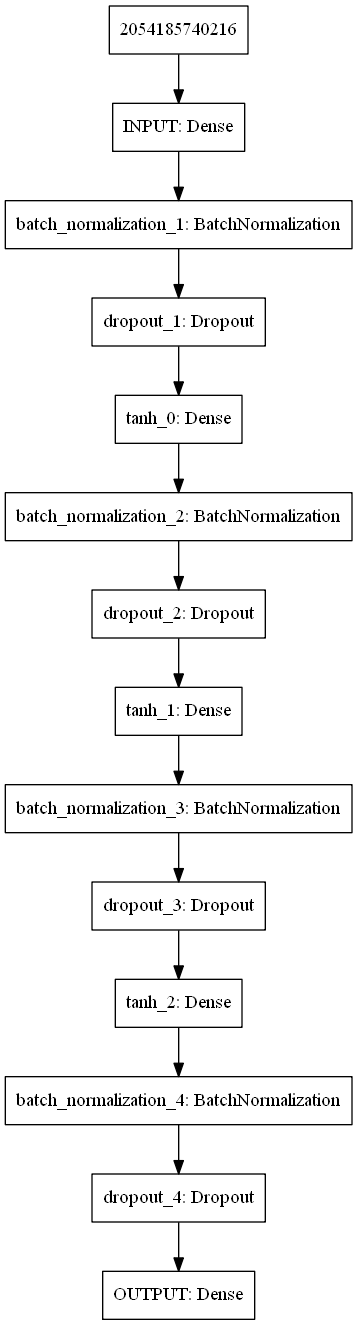 2054185740216
INPUT: Dense
batch_normalization_1: BatchNormalization
dropout_1: Dropout
tanh_0: Dense
batch_normalization_2: BatchNormalization
dropout_2: Dropout
tanh_1: Dense
batch_normalization_3: BatchNormalization
dropout_3: Dropout
tanh_2: Dense
batch_normalization_4: BatchNormalization
dropout_4: Dropout
OUTPUT: Dense